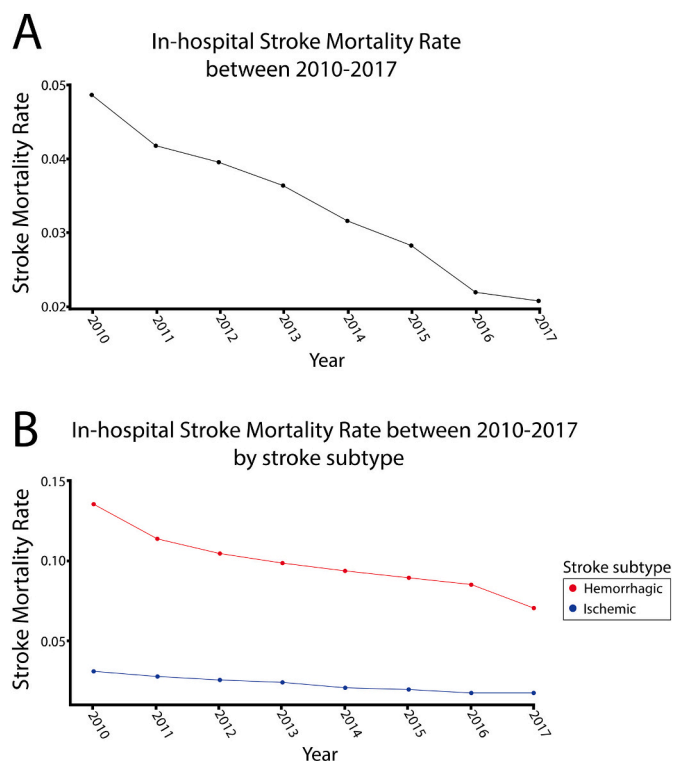 A
In-hospital Stroke Mortality Rate
between 2010-2017
Stroke Mortality Rate
0.05
0.04
0.03
0.02
2010
2011
2012
2013
2014
2015
2016
2017
Year
B
In-hospital Stroke Mortality Rate between 2010-2017
by stroke subtype
Stroke Mortality Rate
0.15
0.10
0.05
2010
2011
2012
2013
2014
2015
2016
2017
Year
Stroke subtype
Hemorrhagic
Ischemic